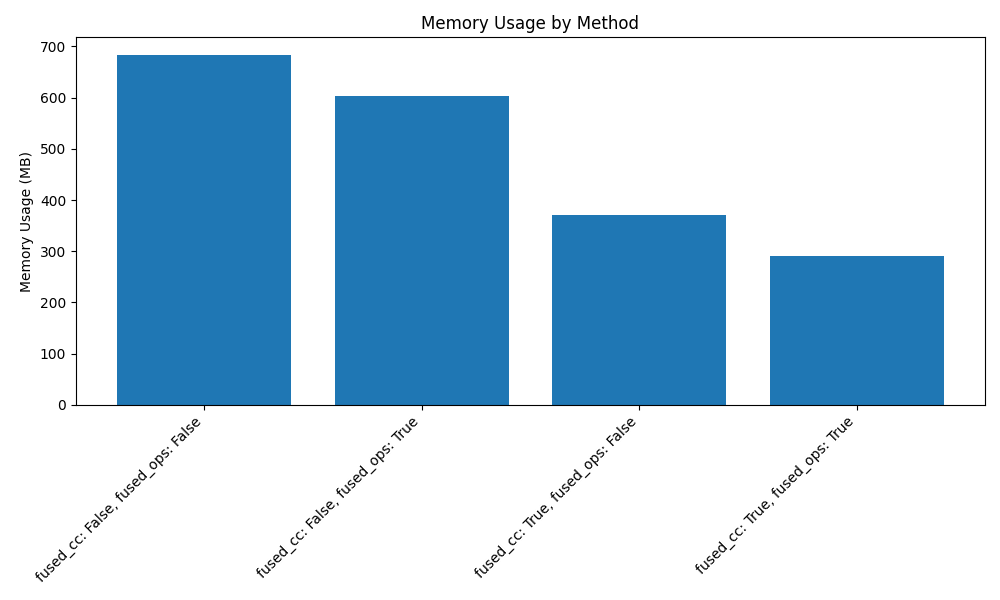 Memory Usage by Method
Memory Usage (MB)
700
600
500
400
300
200
100
0
fused_cc: False, fused_ops: False
fused_cc: False, fused_ops: True
fused_cc: True, fused_ops: False
fused_cc: True, fused_ops: True